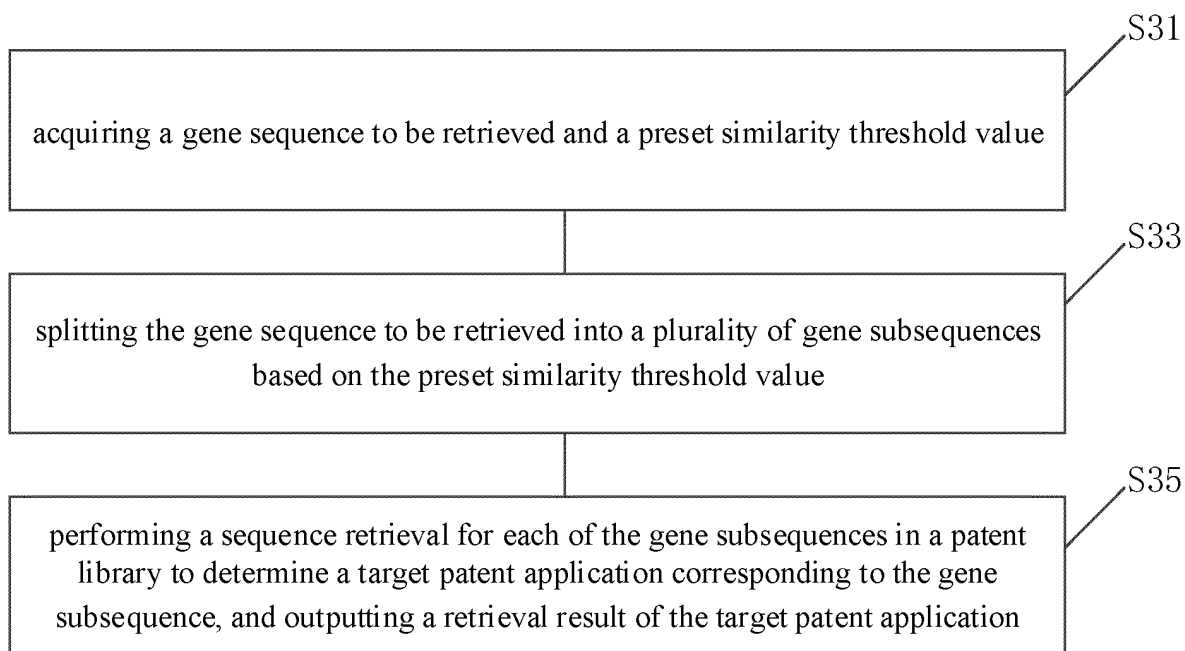 S31
acquiring a gene sequence to be retrieved and a preset similarity threshold value
S33
splitting the gene sequence to be retrieved into a plurality of gene subsequences
based on the preset similarity threshold value
S35
performing a sequence retrieval for each of the gene subsequences in a patent
library to determine a target patent application corresponding to the gene
subsequence, and outputting a retrieval result of the target patent application